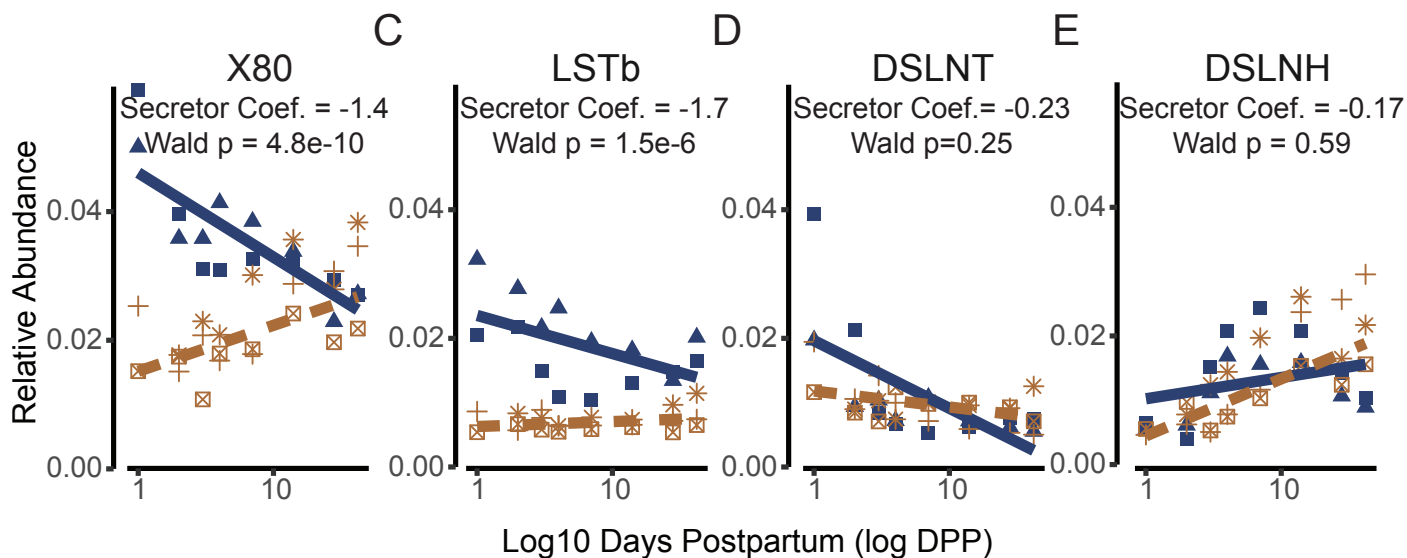 C
D
E
X80
LSTb
DSLNT
DSLNH
Secretor Coef. = -1.4
Wald p = 4.8e-10
Secretor Coef. = -1.7
Wald p = 1.5e-6
Secretor Coef.= -0.23
Wald p=0.25
Secretor Coef. = -0.17
Wald p = 0.59
Relative Abundance
0.04
0.02
0.00
1
10
0.04
0.02
0.00
1
10
0.04
0.02
0.00
1
10
0.04
0.02
0.00
1
10
Log10 Days Postpartum (log DPP)